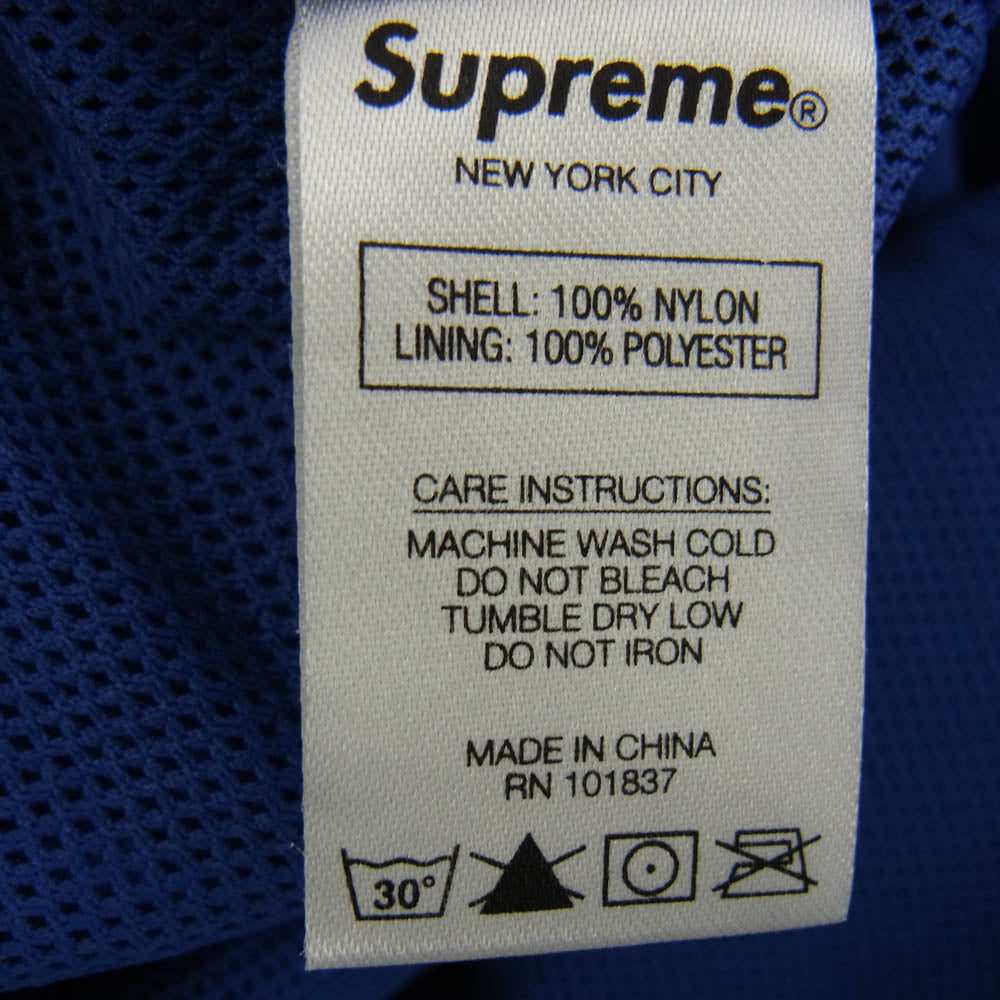 Supreme®
NEW YORK CITY
SHELL: 100% NYLON
LINING: 100% POLYESTER
CARE INSTRUCTIONS:
MACHINE WASH COLD
DO NOT BLEACH
TUMBLE DRY LOW
DO NOT IRON
MADE IN CHINA
RN 101837
30°